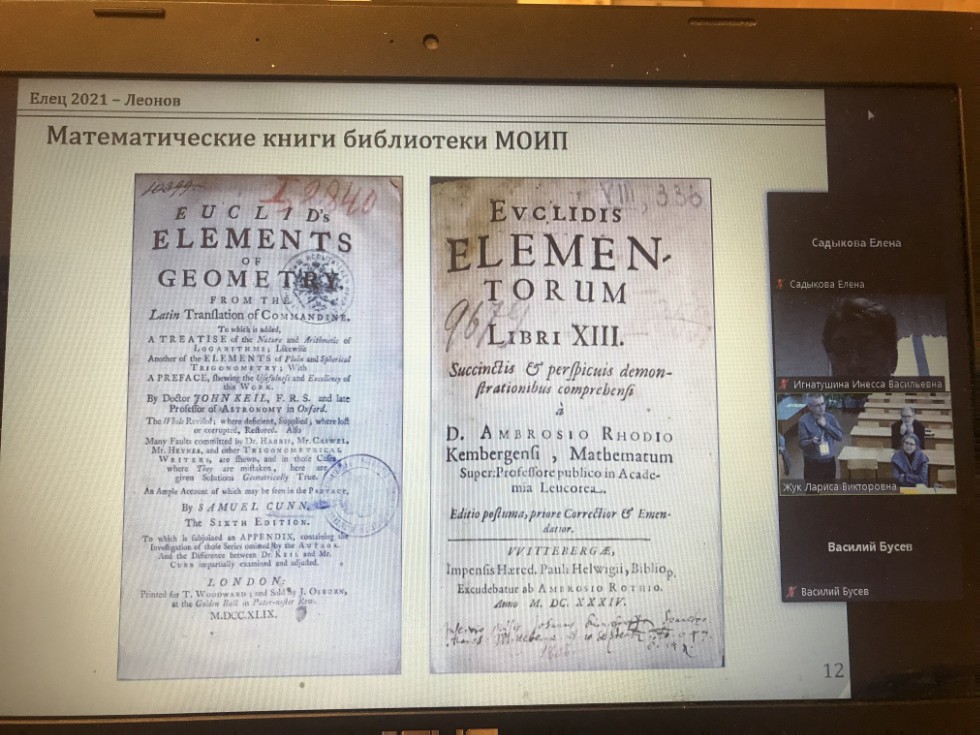 Елец 2021 – Леонов
Математические книги библиотеки МОИП
10399
I 2840
EUCLID's
ELEMENTS
OF
GEOMETRY.
FROM THE
Latin Translation of COMMANDINE.
To which is added,
A TREATISE of the Nature and Arithmetic of
LOGARITHMS; Likewise
Another of the ELEMENTS of Plain and Spherical
TRIGONOMETRY; With
A PREFACE, shewing the Usefulness and Excellency of
this WORK.
By Doctor JOHN KEIL, F. R. S. and late
Professor of ASTRONOMY in Oxford.
The Whole Revised; where deficient, Supplied; where lost
or corrupted, Restored. Also
Many Faults committed by Dr. HARRIS, Mr. CASWEL,
Mr. HEYNES, and other TRIGONOMETRICAL
WRITERS, are shewn, and in those Cases
where They are mistaken, here are
given Solutions Geometrically True.
An Ample Account of which may be seen in the PREFACE,
By SAMUEL CUNN.
The SIXTH EDITION.
To which is subjoined an APPENDIX, containing the
Investigation of those Series omitted by the AUTHOR.
And the Difference between Dr. KEIL and Mr.
CUNN impartially examined and adjusted.
LONDON:
Printed for T. WOODWARD; and Sold by J. OSBORN,
at the Golden Ball in Pater-noster Row.
M.DCC.XLIX.
VIII, 336
EVCLIDIS
ELEMEN-
TORUM
967
LIBRI XIII.
Succinctis & perspicuis demon-
strationibus comprehensi
à
D. AMBROSIO RHODIO
Kembergensi, Mathematum
Super: Professore publico in Acade-
mia Leucorea.
Editio postuma, priore Correctior & Emen-
datior.
VVITTEBERGÆ,
Impensis Hæred. Pauli Helwigii, Bibliop,
Excudebatur ab AMBROSIO ROTHIO.
Anno M. DC. XXXIV.
12
Садыкова Елена
Садыкова Елена
Игнатушина Инесса Васильевна
Жук Лариса Викторовна
Василий Бусев
Василий Бусев